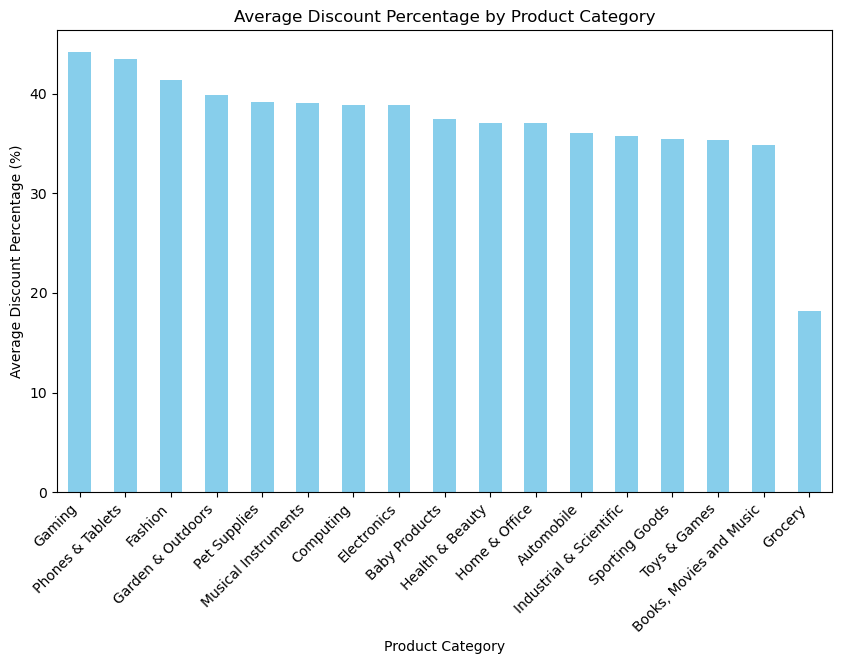 Average Discount Percentage by Product Category
Average Discount Percentage (%)
40
30
20
10
0
Gaming
Phones & Tablets
Fashion
Garden & Outdoors
Pet Supplies
Musical Instruments
Computing
Electronics
Baby Products
Health & Beauty
Home & Office
Automobile
Industrial & Scientific
Sporting Goods
Toys & Games
Books, Movies and Music
Grocery
Product Category